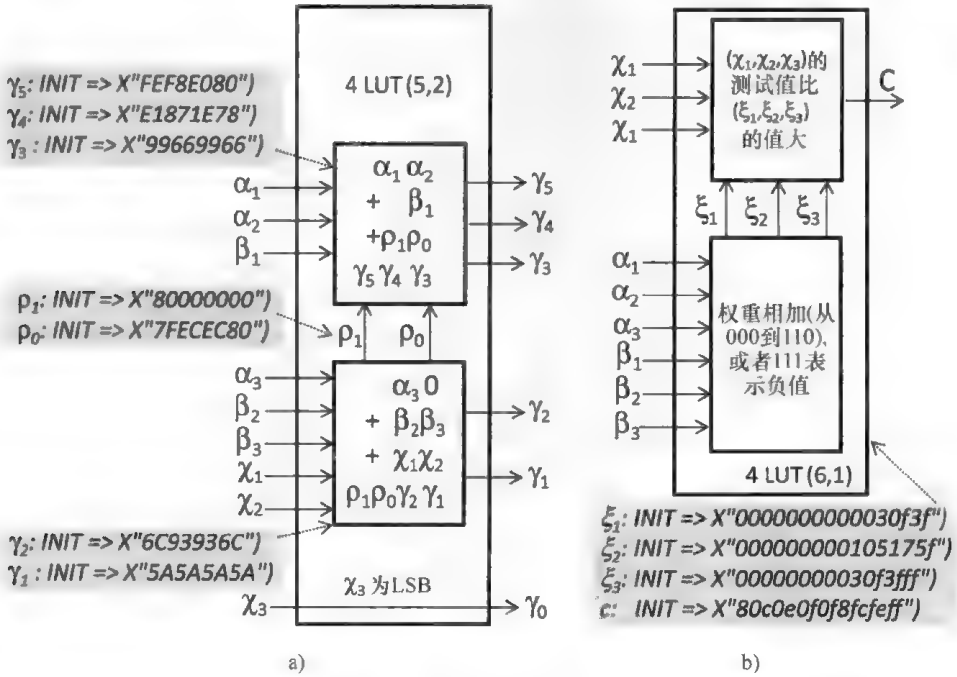 γ₅: INIT => X"FEF8E080")
γ₄: INIT => X"E1871E78")
γ₃ : INIT => X"99669966")
α₁
α₂
β₁
ρ₁: INIT => X"80000000")
ρ₀: INIT => X"7FECEC80")
α₃
β₂
β₃
χ₁
χ₂
γ₂: INIT => X"6C93936C")
γ₁ : INIT => X"5A5A5A5A")
χ₃
4 LUT(5,2)
α₁ α₂
+ β₁
+ρ₁ρ₀
γ₅ γ₄ γ₃
ρ₁ ρ₀
α₃ 0
+ β₂β₃
+ χ₁χ₂
ρ₁ρ₀γ₂ γ₁
χ₃ 为LSB
γ₅
γ₄
γ₃
γ₂
γ₁
γ₀
a)
χ₁
χ₂
χ₁
(χ₁,χ₂,χ₃)的
测试值比
(ξ₁,ξ₂,ξ₃)
的值大
C
ξ₁ ξ₂ ξ₃
α₁
α₂
α₃
β₁
β₂
β₃
权重相加(从
000到110),
或者111表
示负值
4 LUT(6,1)
ξ₁: INIT => X"0000000000030f3f")
ξ₂: INIT => X"000000000105175f")
ξ₃: INIT => X"00000000030f3fff")
c: INIT => X"80c0e0f0f8fcfeff")
b)